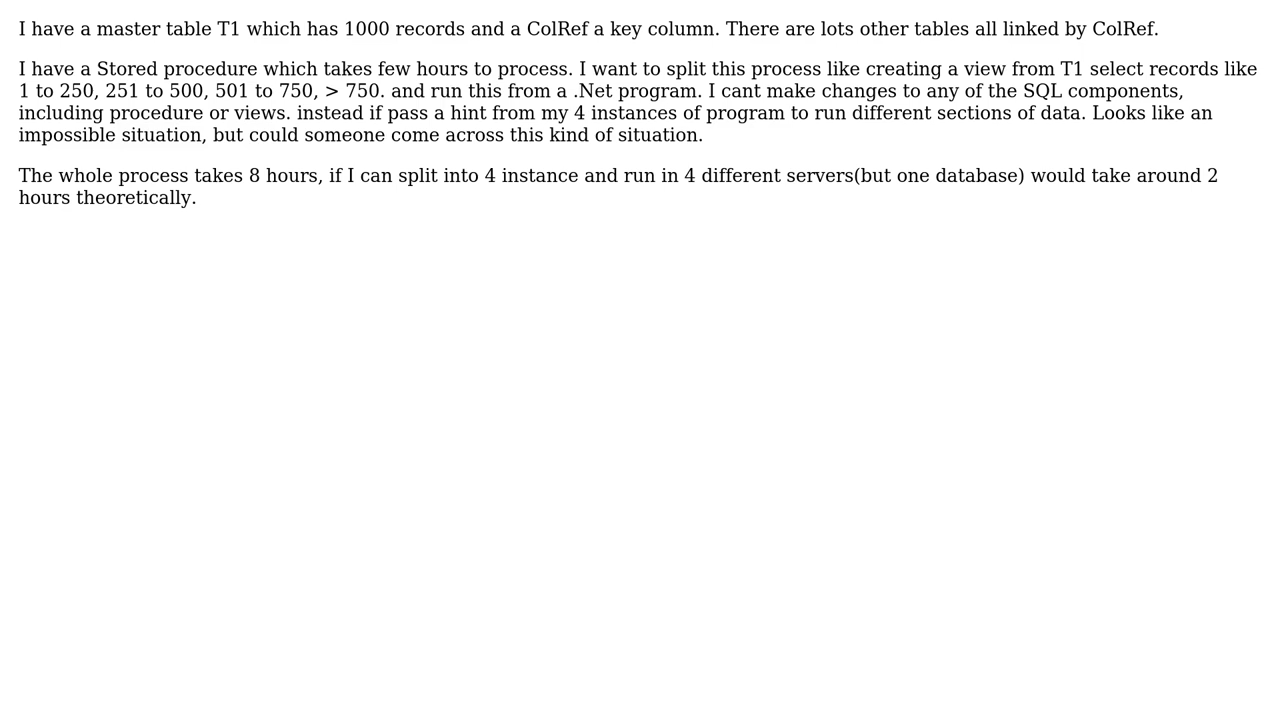 I have a master table T1 which has 1000 records and a ColRef a key column. There are lots other tables all linked by ColRef.
I have a Stored procedure which takes few hours to process. I want to split this process like creating a view from T1 select records like
1 to 250, 251 to 500, 501 to 750, > 750. and run this from a .Net program. I cant make changes to any of the SQL components,
including procedure or views. instead if pass a hint from my 4 instances of program to run different sections of data. Looks like an
impossible situation, but could someone come across this kind of situation.
The whole process takes 8 hours, if I can split into 4 instance and run in 4 different servers(but one database) would take around 2
hours theoretically.